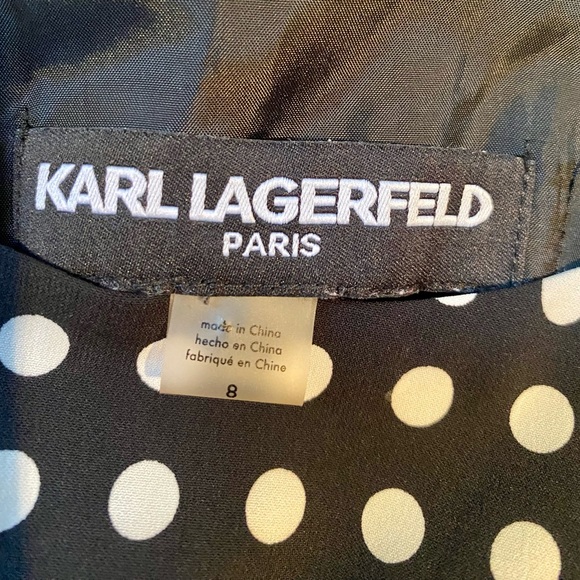 KARL LAGERFELD
PARIS
made in China
hecho en China
fabriqué en Chine
8